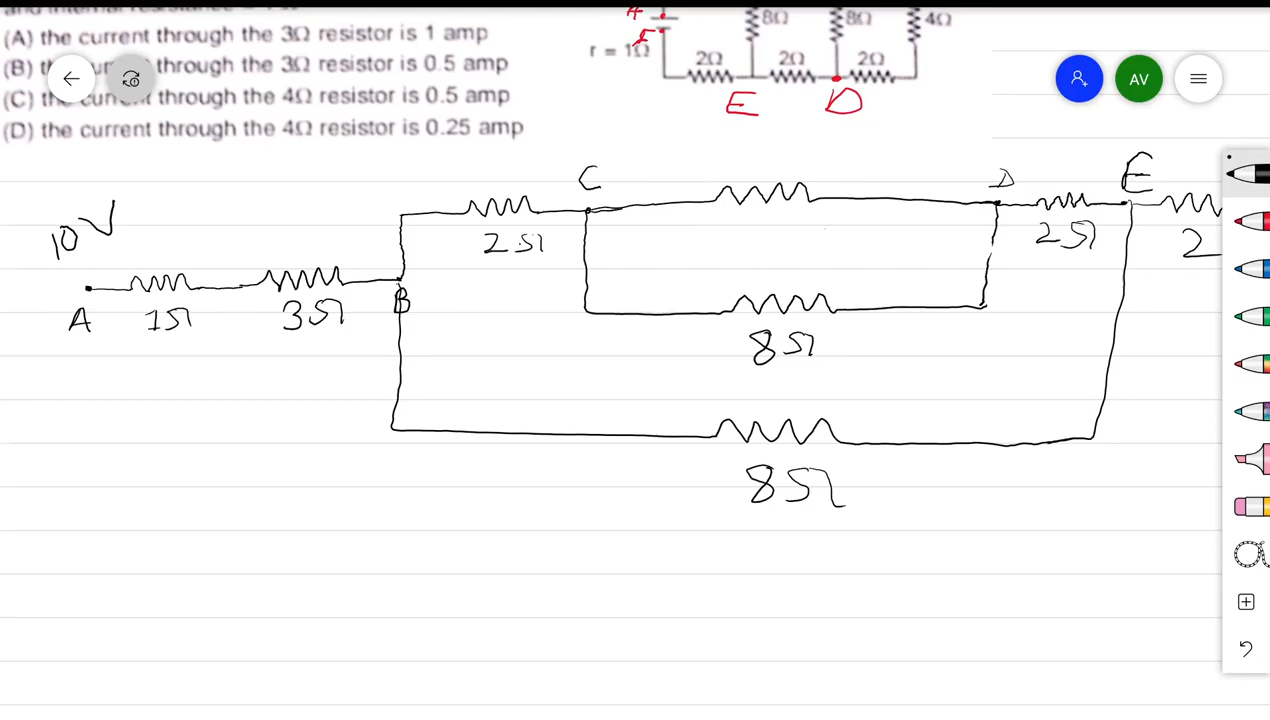 (A) the current through the 3Ω resistor is 1 amp
(B) through the 3Ω resistor is 0.5 amp
(C) the through the 4Ω resistor is 0.5 amp
(D) the current through the 4Ω resistor is 0.25 amp
A
8Ω 8Ω 4Ω
r = 1Ω
2Ω 2Ω 2Ω
E D
AV
C D E
2Ω 2Ω 2
10V
A 1Ω 3Ω B
8Ω
8Ω